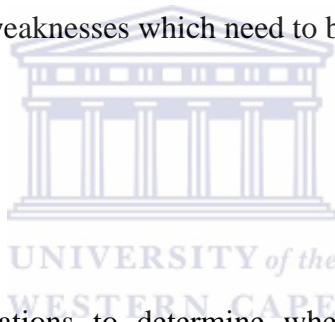 weaknesses which need to b
UNIVERSITY of the
WESTERN CAPE
ations to determine whe